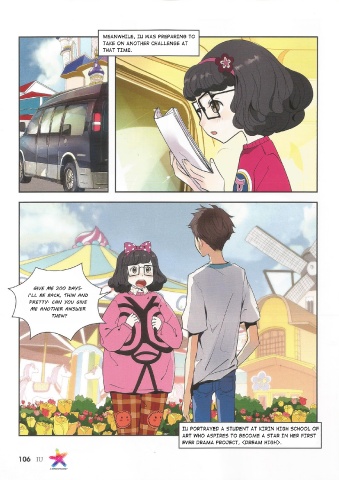 MEANWHILE, IU WAS PREPARING TO
TAKE ON ANOTHER CHALLENGE AT
THAT TIME.
GIVE ME 200 DAYS.
I'LL BE BACK, THIN AND
PRETTY. CAN YOU GIVE
ME ANOTHER ANSWER
THEN?
IU PORTRAYED A STUDENT AT KIRIN HIGH SCHOOL OF
ART WHO ASPIRES TO BECOME A STAR IN HER FIRST
EVER DRAMA PROJECT, <DREAM HIGH>.
106 IU